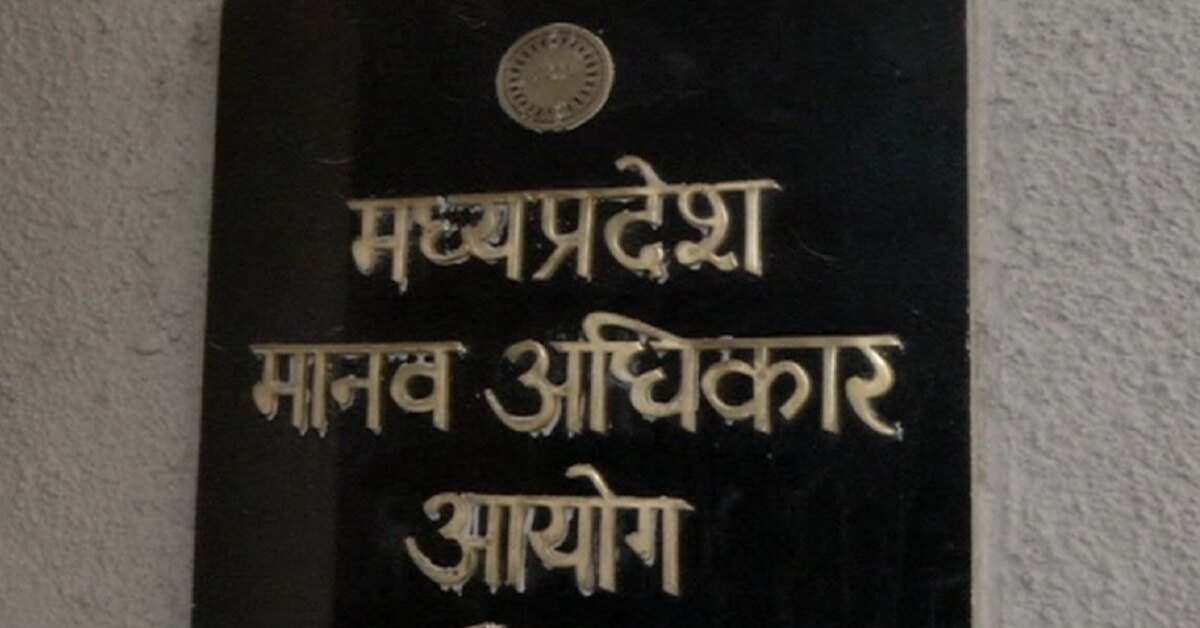 मध्यप्रदेश
मानव अधिकार
आयोग